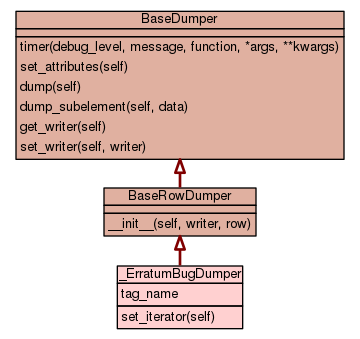 BaseDumper
timer(debug_level, message, function, *args, **kwargs)
set_attributes(self)
dump(self)
dump_subelement(self, data)
get_writer(self)
set_writer(self, writer)
BaseRowDumper
__init__(self, writer, row)
_ErratumBugDumper
tag_name
set_iterator(self)